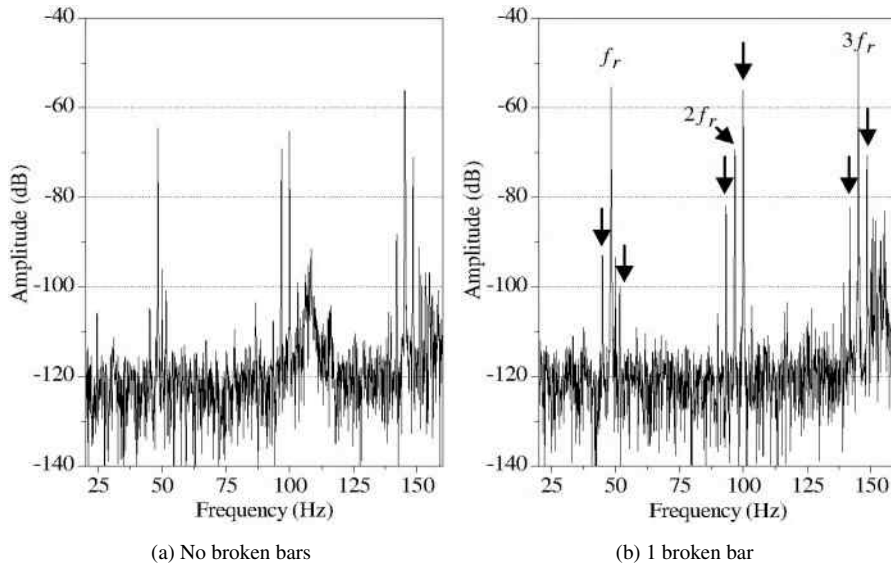 -40
-60
-80
-100
-120
-140
Amplitude (dB)
25 50 75 100 125 150
Frequency (Hz)
(a) No broken bars
-40
-60
-80
-100
-120
-140
Amplitude (dB)
f_r
2f_r
3f_r
25 50 75 100 125 150
Frequency (Hz)
(b) 1 broken bar